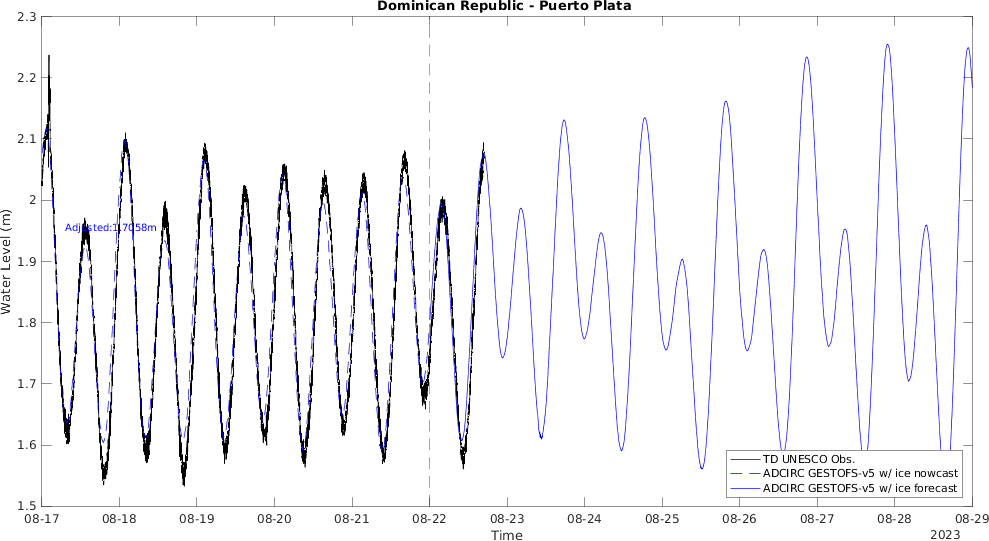 Dominican Republic - Puerto Plata
2.3
2.2
2.1
2
1.9
1.8
1.7
1.6
1.5
Water Level (m)
Adjusted:1.7058m
TD UNESCO Obs.
ADCIRC GESTOFS-v5 w/ ice nowcast
ADCIRC GESTOFS-v5 w/ ice forecast
08-17 08-18 08-19 08-20 08-21 08-22 08-23 08-24 08-25 08-26 08-27 08-28 08-29
Time
2023